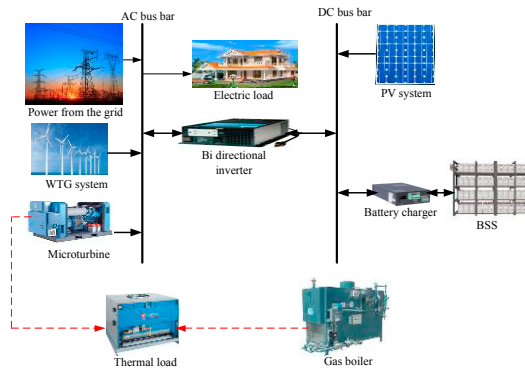 AC bus bar
DC bus bar
Power from the grid
Electric load
PV system
WTG system
Bi directional
inverter
Battery charger
BSS
Microturbine
Thermal load
Gas boiler